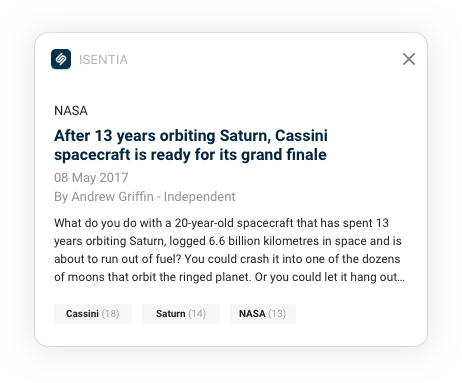 ISENTIA
NASA
After 13 years orbiting Saturn, Cassini
spacecraft is ready for its grand finale
08 May 2017
By Andrew Griffin - Independent
What do you do with a 20-year-old spacecraft that has spent 13
years orbiting Saturn, logged 6.6 billion kilometres in space and is
about to run out of fuel? You could crash it into one of the dozens
of moons that orbit the ringed planet. Or you could let it hang out...
Cassini (18) Saturn (14) NASA (13)